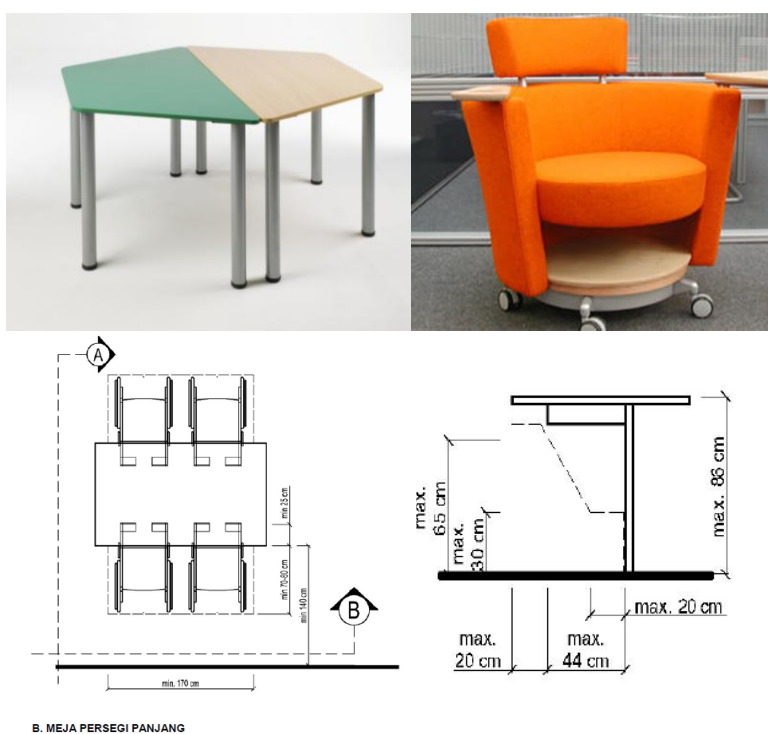 A
min 25 cm
min 70-80 cm
min 140 cm
B
min. 170 cm
max.
65 cm
max.
30 cm
max. 86 cm
max. 20 cm
max.
20 cm
max.
44 cm
B. MEJA PERSEGI PANJANG